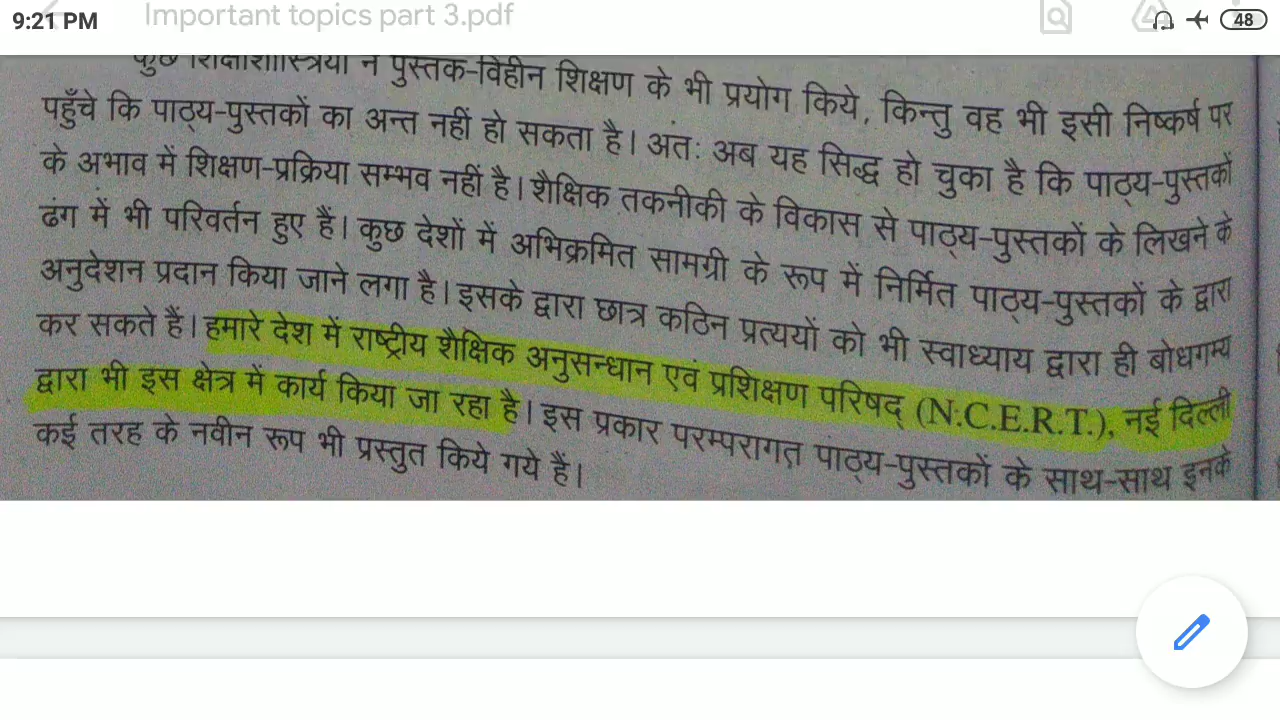 9:21 PM
Important topics part 3.pdf
48
कुछ शिक्षाशास्त्रियों ने पुस्तक-विहीन शिक्षण के भी प्रयोग किये, किन्तु वह भी इसी निष्कर्ष पर
पहुँचे कि पाठ्य-पुस्तकों का अन्त नहीं हो सकता है। अंतः अब यह सिद्ध हो चुका है कि पाठ्य-पुस्तकों
के अभाव में शिक्षण-प्रक्रिया सम्भव नहीं है। शैक्षिक तकनीकी के विकास से पाठ्य-पुस्तकों के लिखने के
ढंग में भी परिवर्तन हुए हैं। कुछ देशों में अभिक्रमित सामग्री के रूप में निर्मित पाठ्य-पुस्तकों के द्वारा
अनुदेशन प्रदान किया जाने लगा है। इसके द्वारा छात्र कठिन प्रत्ययों को भी स्वाध्याय द्वारा ही बोधगम्य
कर सकते हैं। हमारे देश में राष्ट्रीय शैक्षिक अनुसन्धान एवं प्रशिक्षण परिषद् (N.C.E.R.T.), नई दिल्ली
द्वारा भी इस क्षेत्र में कार्य किया जा रहा है। इस प्रकार परम्परागत पाठ्य-पुस्तकों के साथ-साथ इनके
कई तरह के नवीन रूप भी प्रस्तुत किये गये हैं।